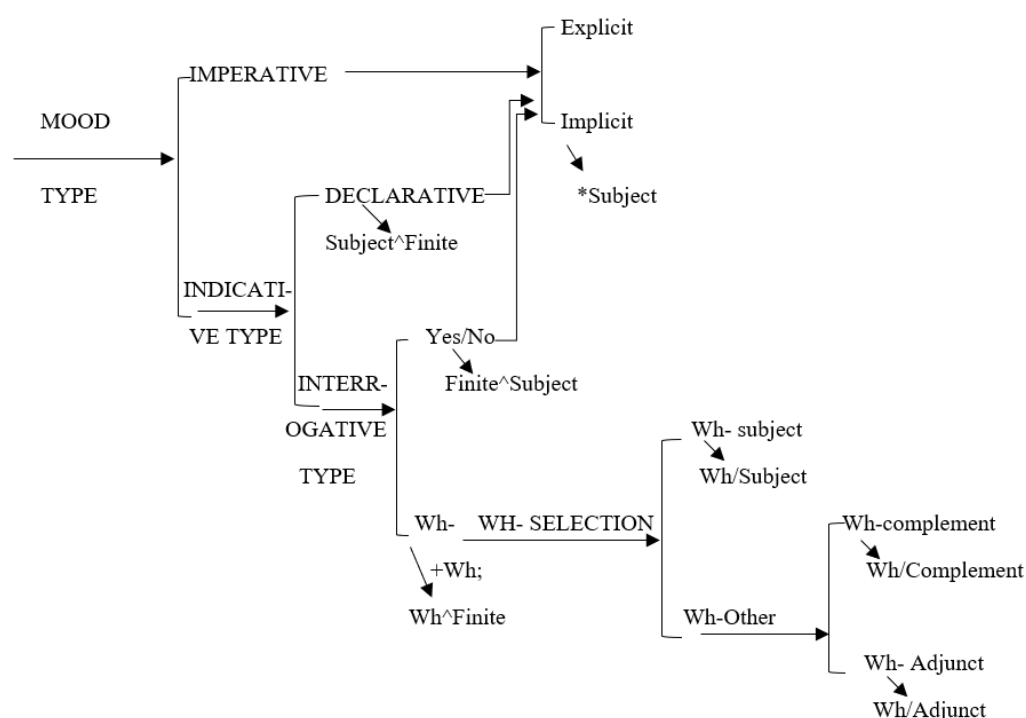 Explicit
IMPERATIVE
MOOD
Implicit
TYPE
DECLARATIVE
*Subject
Subject^Finite
INDICATI-
VE TYPE
Yes/No
INTERR-
Finite^Subject
OGATIVE
Wh- subject
TYPE
Wh/Subject
Wh-
WH- SELECTION
Wh-complement
+Wh;
Wh/Complement
Wh^Finite
Wh-Other
Wh- Adjunct
Wh/Adjunct